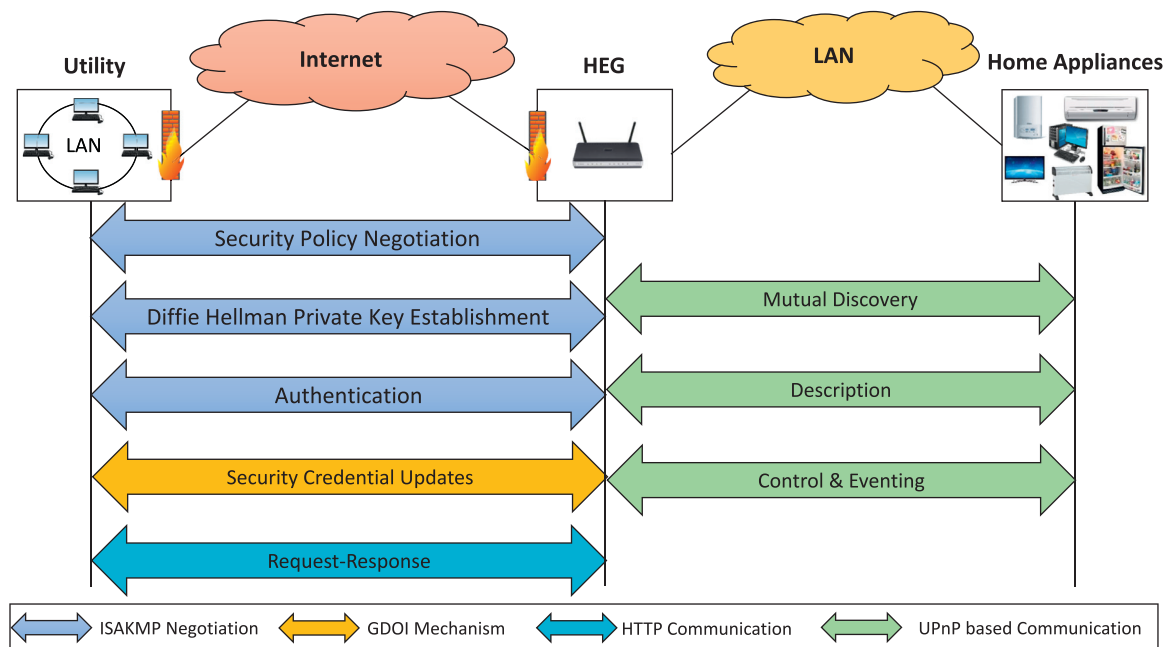 Internet
LAN
Utility
HEG
Home Appliances
LAN
Security Policy Negotiation
Mutual Discovery
Diffie Hellman Private Key Establishment
Authentication
Description
Security Credential Updates
Control & Eventing
Request-Response
ISAKMP Negotiation
GDOI Mechanism
HTTP Communication
UPnP based Communication